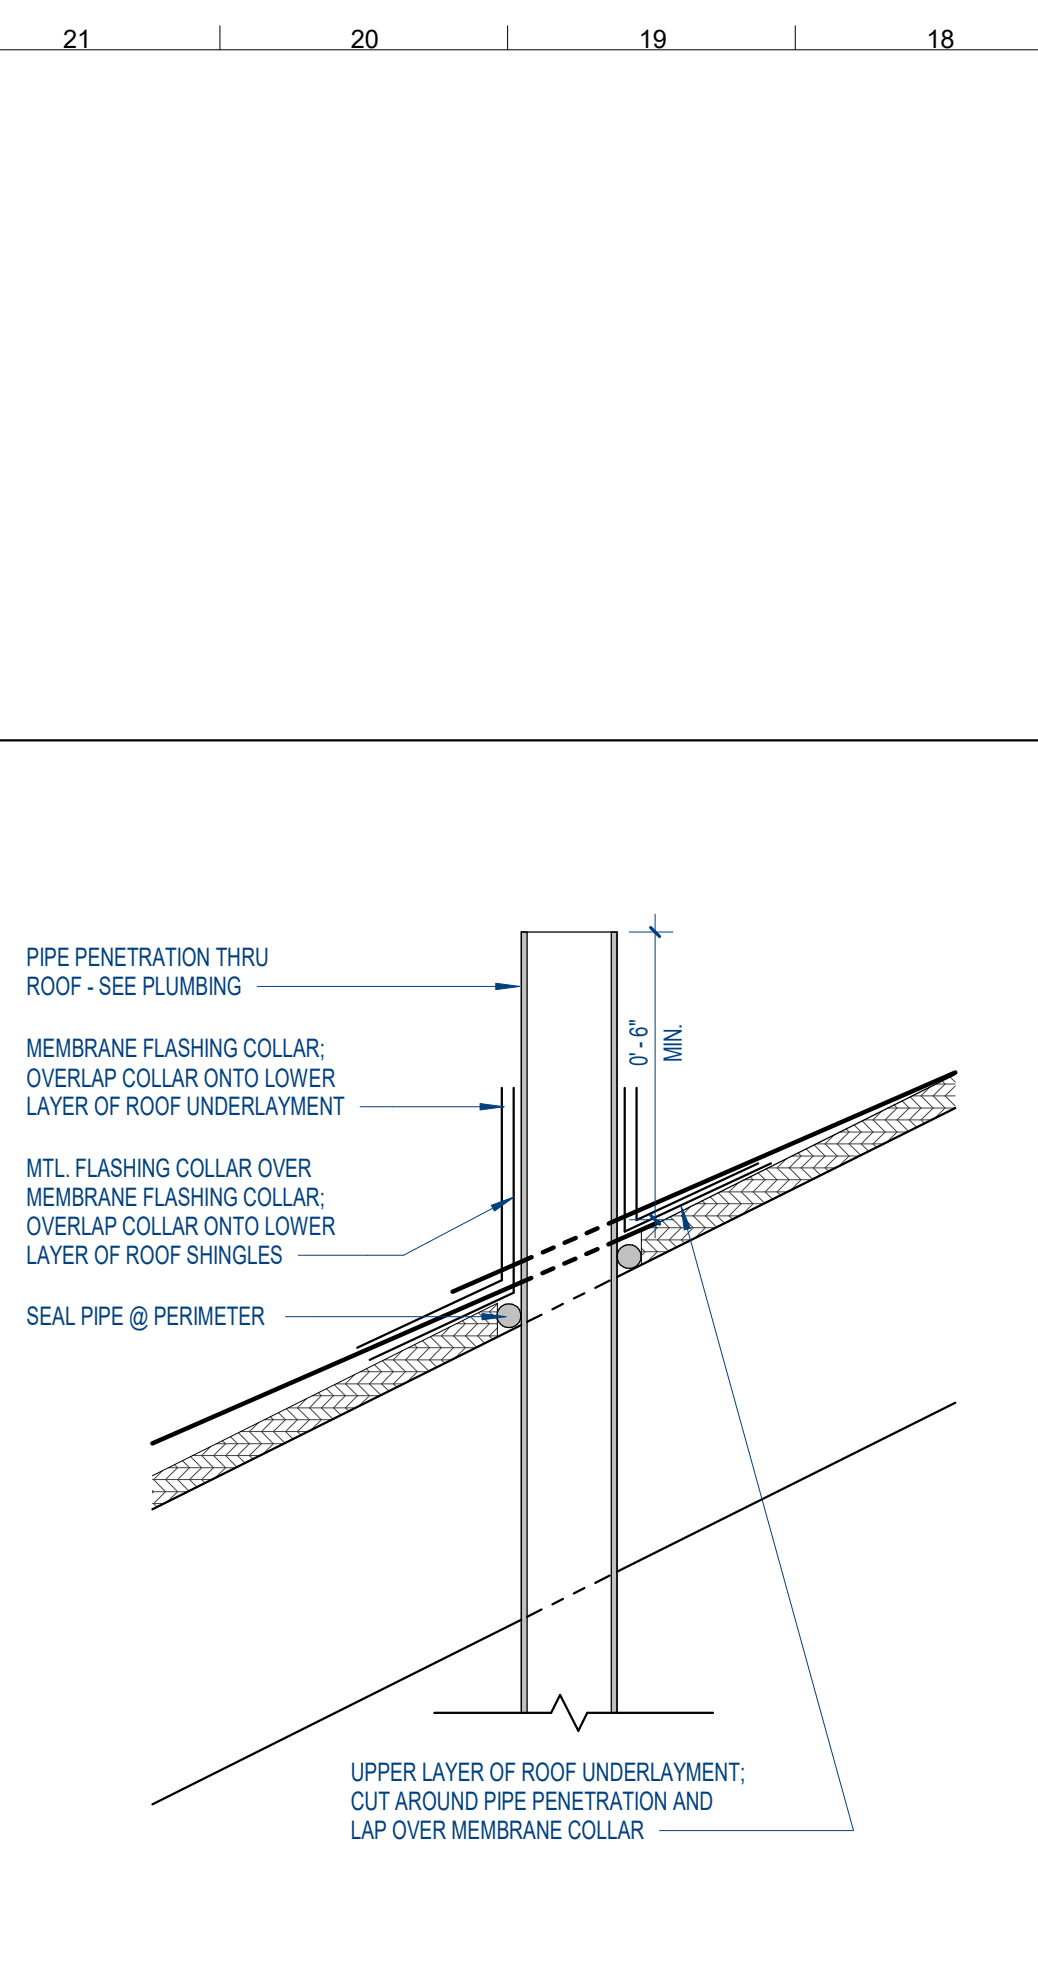 21 20 19 18
PIPE PENETRATION THRU
ROOF - SEE PLUMBING
MEMBRANE FLASHING COLLAR;
OVERLAP COLLAR ONTO LOWER
LAYER OF ROOF UNDERLAYMENT
MTL. FLASHING COLLAR OVER
MEMBRANE FLASHING COLLAR;
OVERLAP COLLAR ONTO LOWER
LAYER OF ROOF SHINGLES
SEAL PIPE @ PERIMETER
0' - 6"
MIN.
UPPER LAYER OF ROOF UNDERLAYMENT;
CUT AROUND PIPE PENETRATION AND
LAP OVER MEMBRANE COLLAR